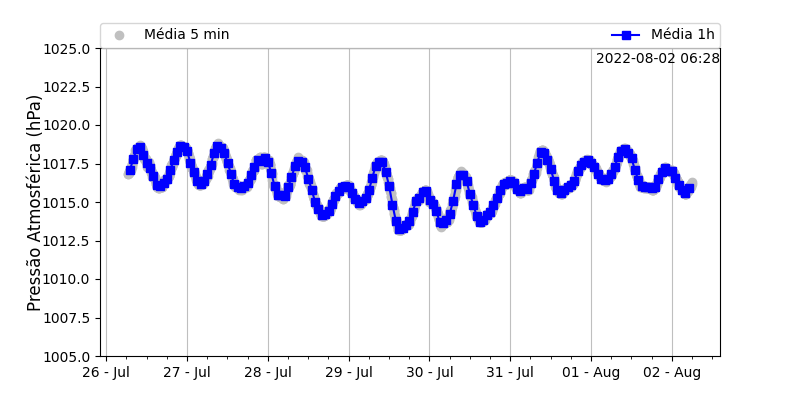 Média 5 min
Média 1h
2022-08-02 06:28
Pressão Atmosférica (hPa)
1025.0
1022.5
1020.0
1017.5
1015.0
1012.5
1010.0
1007.5
1005.0
26 - Jul
27 - Jul
28 - Jul
29 - Jul
30 - Jul
31 - Jul
01 - Aug
02 - Aug